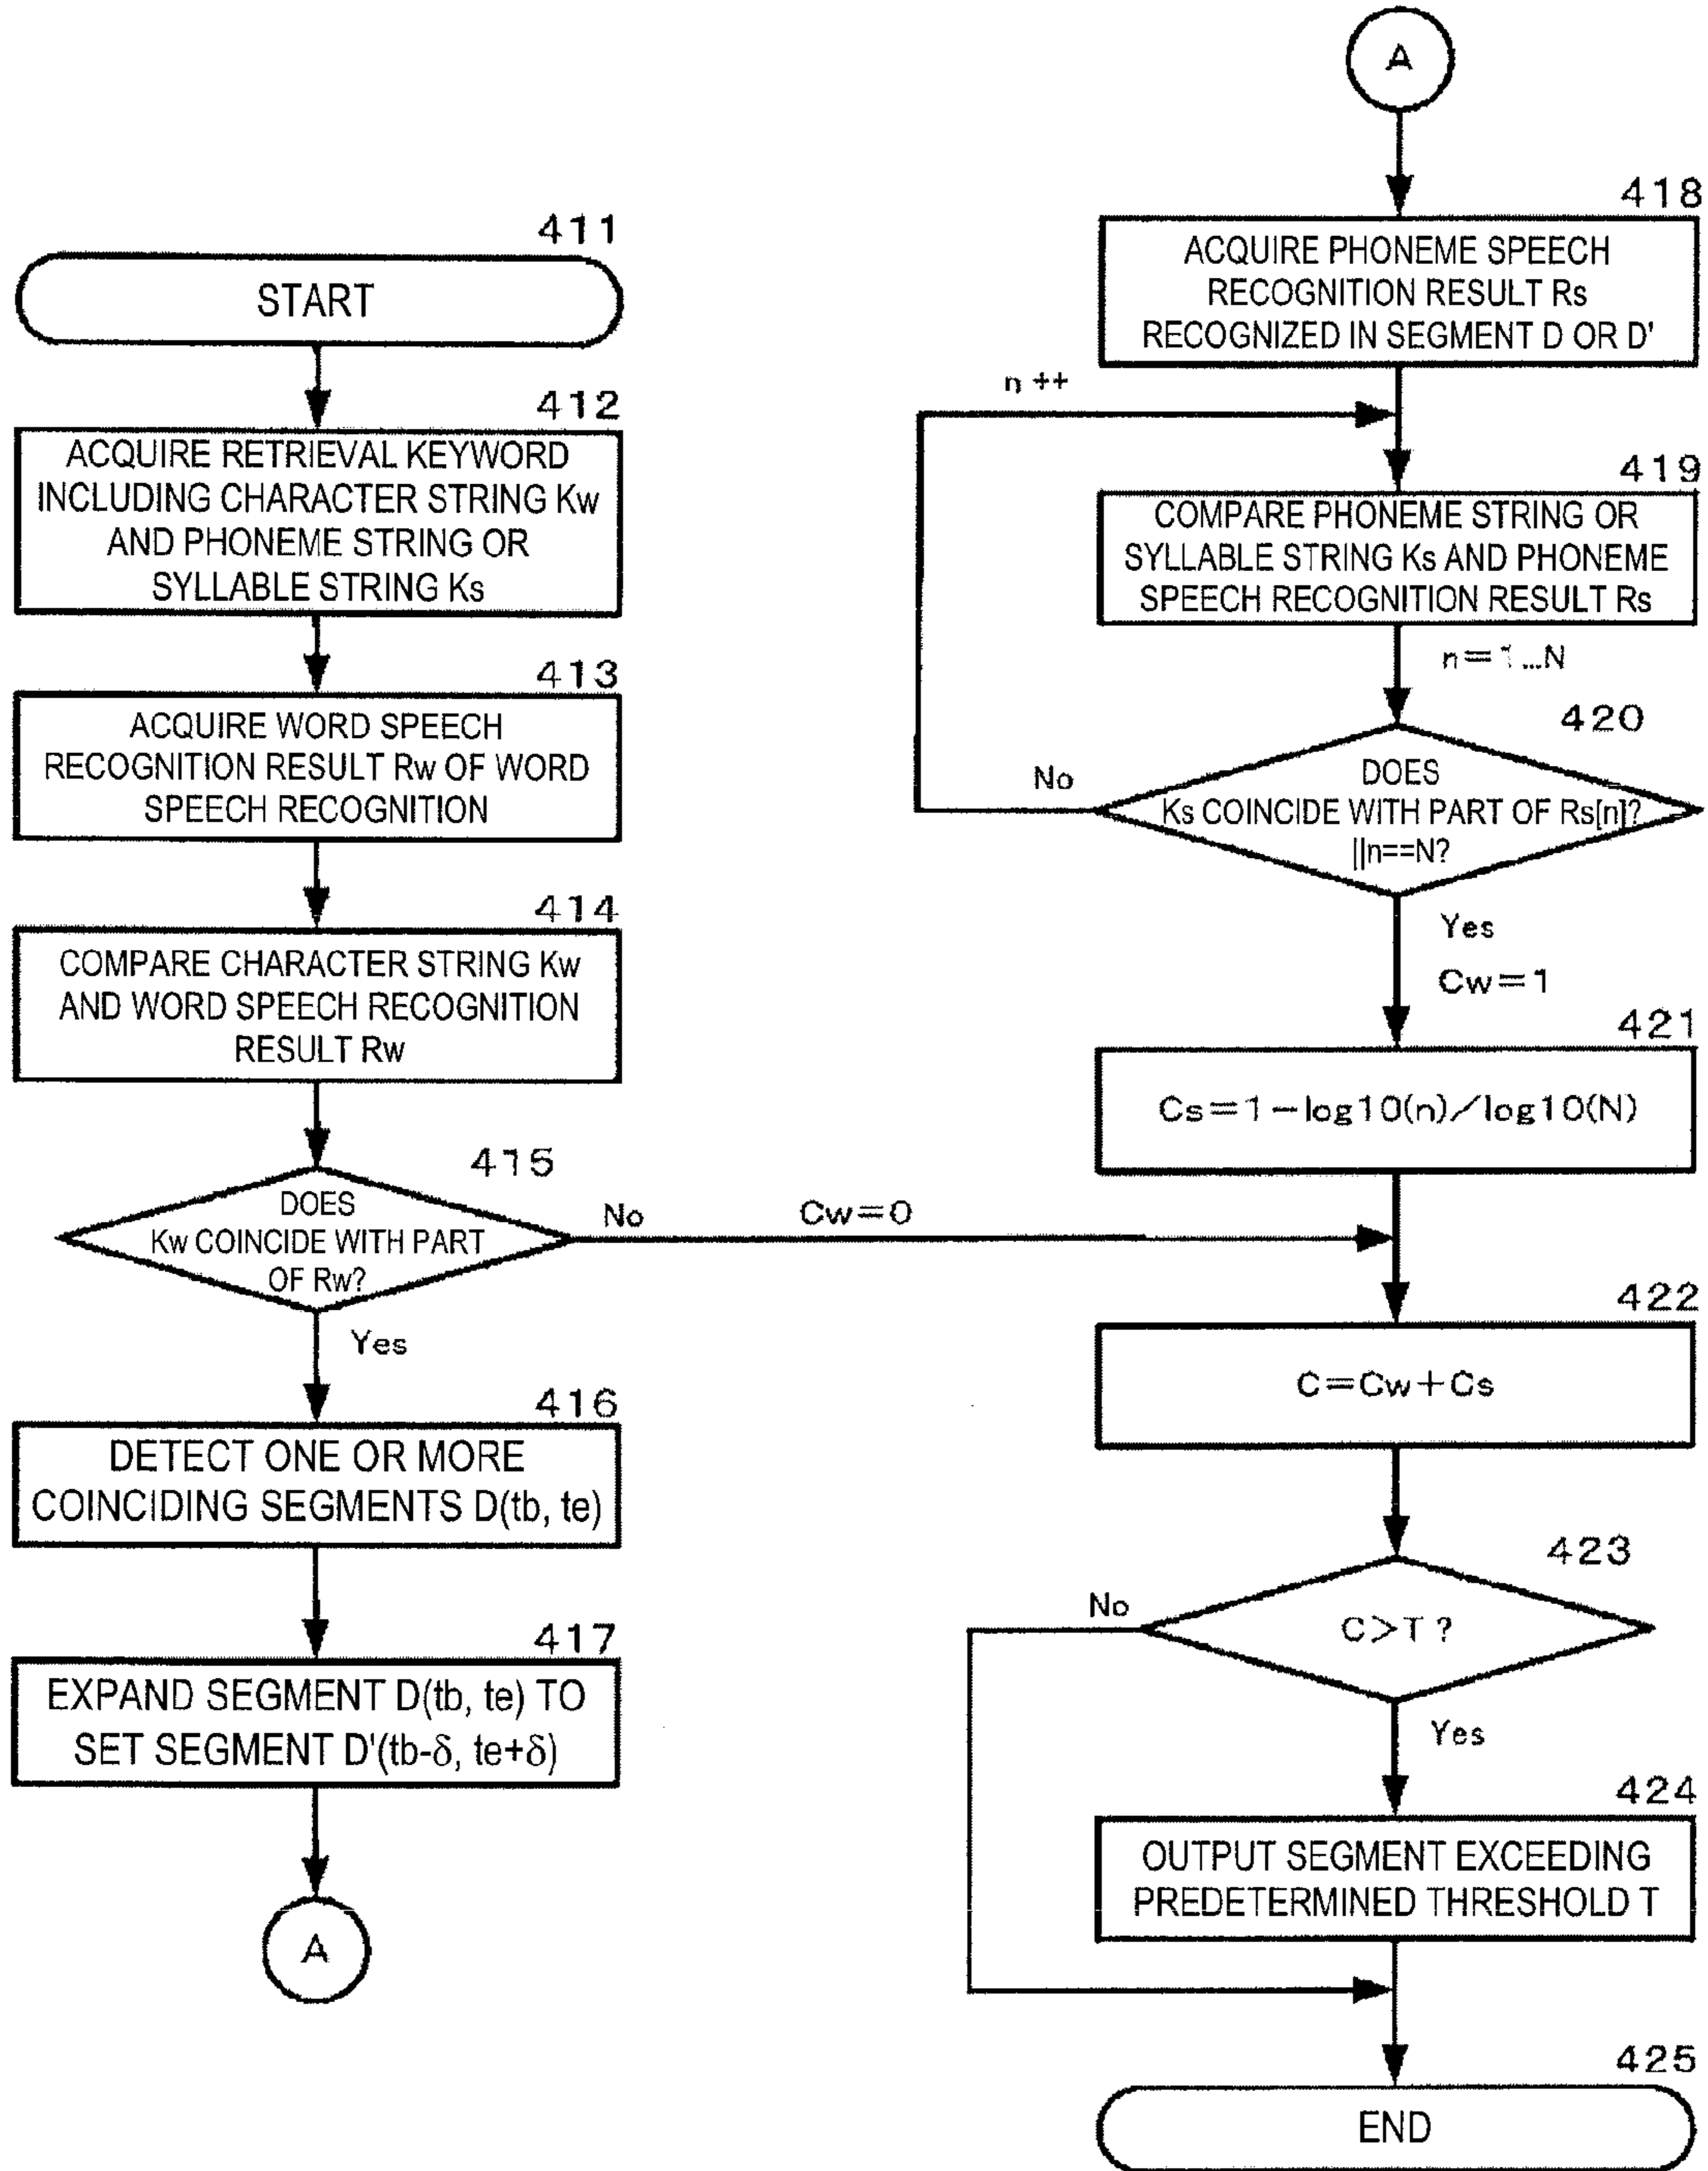 411
START
412
ACQUIRE RETRIEVAL KEYWORD
INCLUDING CHARACTER STRING Kw
AND PHONEME STRING OR
SYLLABLE STRING Ks
413
ACQUIRE WORD SPEECH
RECOGNITION RESULT Rw OF WORD
SPEECH RECOGNITION
414
COMPARE CHARACTER STRING Kw
AND WORD SPEECH RECOGNITION
RESULT Rw
415
DOES
Kw COINCIDE WITH PART
OF Rw?
No
Cw=0
Yes
416
DETECT ONE OR MORE
COINCIDING SEGMENTS D(tb, te)
417
EXPAND SEGMENT D(tb, te) TO
SET SEGMENT D'(tb-δ, te+δ)
A
A
418
ACQUIRE PHONEME SPEECH
RECOGNITION RESULT Rs
RECOGNIZED IN SEGMENT D OR D'
n ++
419
COMPARE PHONEME STRING OR
SYLLABLE STRING Ks AND PHONEME
SPEECH RECOGNITION RESULT Rs
n=1...N
420
DOES
Ks COINCIDE WITH PART OF Rs[n]?
||n==N?
No
Yes
Cw=1
421
Cs=1-log10(n)/log10(N)
422
C=Cw+Cs
423
C>T ?
No
Yes
424
OUTPUT SEGMENT EXCEEDING
PREDETERMINED THRESHOLD T
425
END